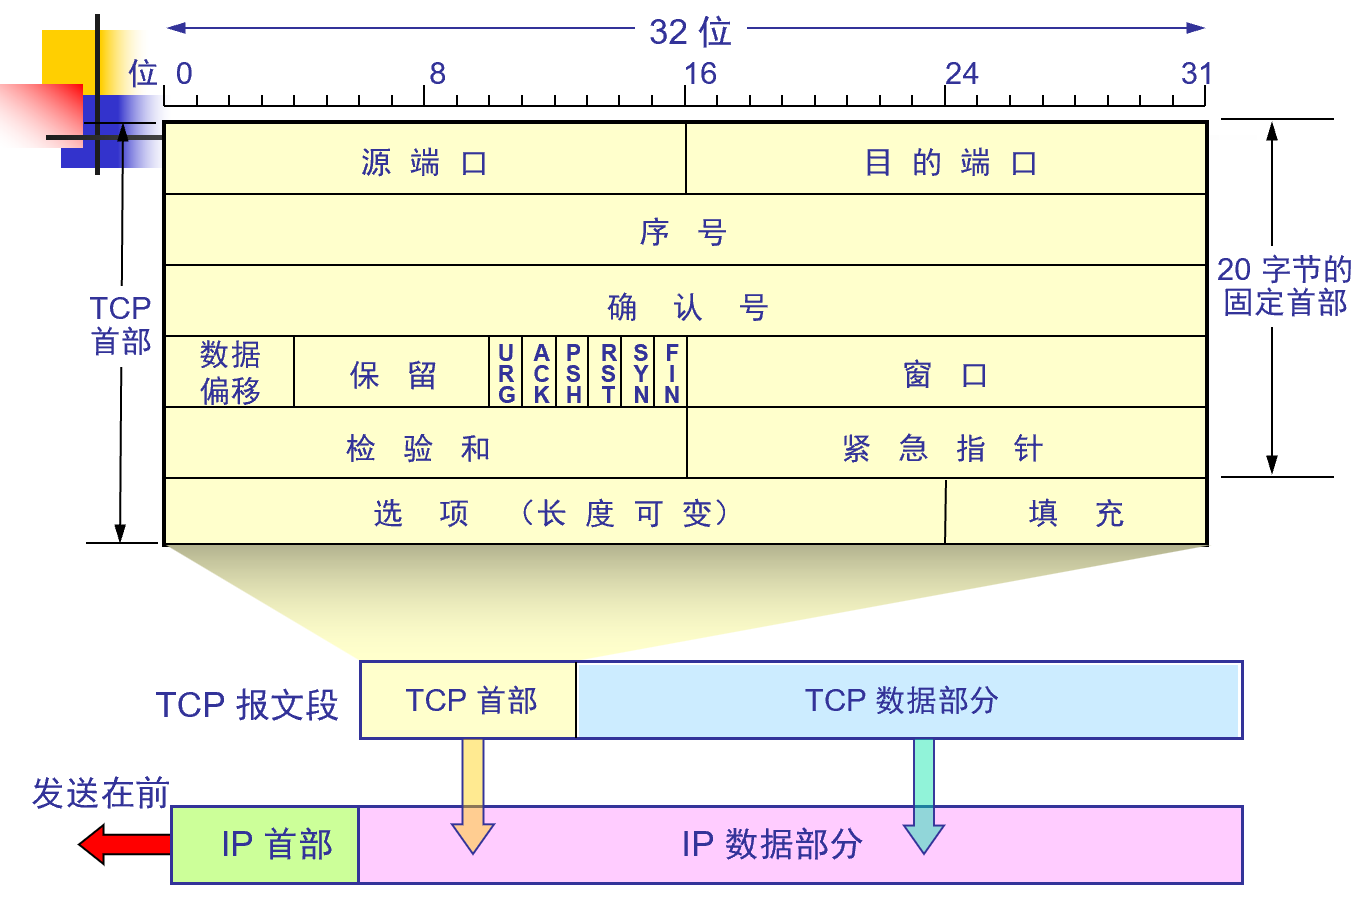 32 位
位 0 8 16 24 31
源 端 口 目 的 端 口
序 号
确 认 号
TCP
首部
20 字节的
固定首部
数据
偏移
保 留
URG
ACK
PSH
RST
SYN
FIN
窗 口
检 验 和 紧 急 指 针
选 项 （长 度 可 变） 填 充
TCP 报文段
TCP 首部
TCP 数据部分
发送在前
IP 首部
IP 数据部分